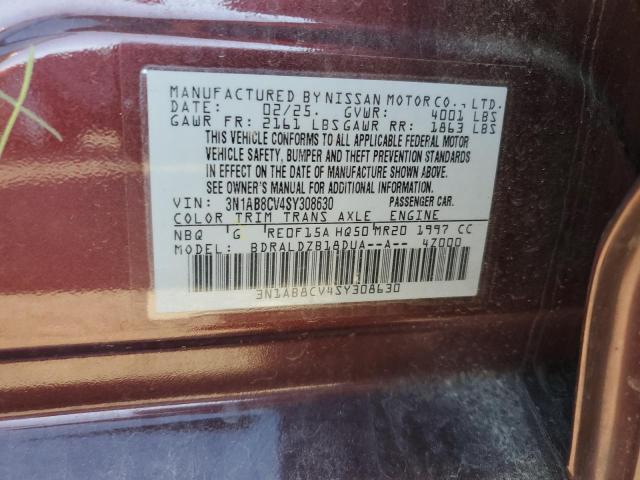 MANUFACTURED BY NISSAN MOTOR CO., LTD.
DATE: 02/25. GVWR: 4001 LBS
GAWR FR: 2161 LBS GAWR RR: 1863 LBS
THIS VEHICLE CONFORMS TO ALL APPLICABLE FEDERAL MOTOR
VEHICLE SAFETY, BUMPER AND THEFT PREVENTION STANDARDS
IN EFFECT ON THE DATE OF MANUFACTURE SHOWN ABOVE.
SEE OWNER'S MANUAL FOR ADDITIONAL INFORMATION.
VIN: 3N1AB8CV4SY308630 PASSENGER CAR.
COLOR TRIM TRANS AXLE ENGINE
NBQ G RE0F15A HQ50 MR20 1997 CC
MODEL: BDRALDZB18DUA--A-- 4Z000
3N1AB8CV4SY308630